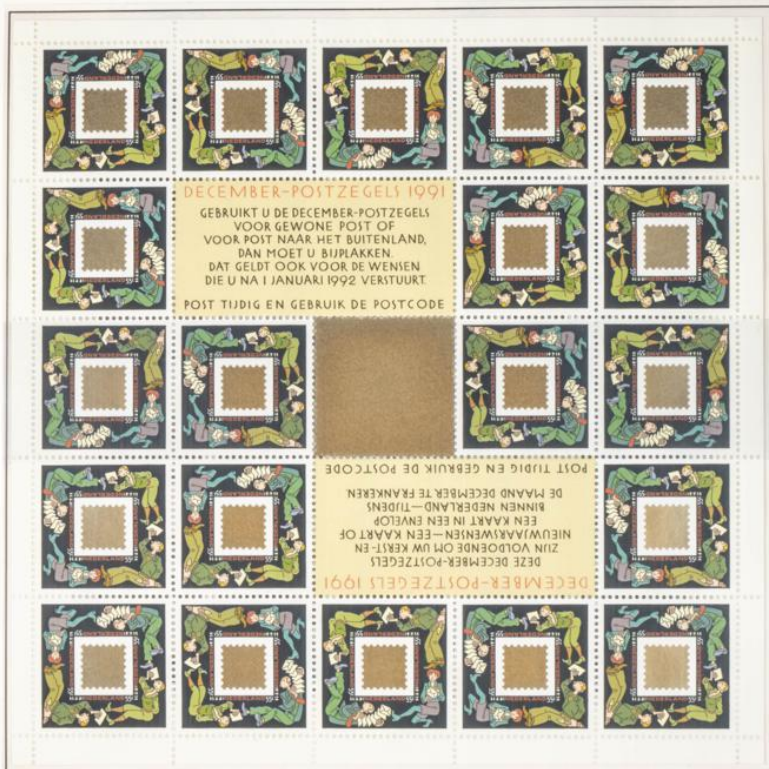 DECEMBER-POSTZEGELS 1991
GEBRUIKT U DE DECEMBER-POSTZEGELS
VOOR GEWONE POST OF
VOOR POST NAAR HET BUITENLAND,
DAN MOET U BIJPLAKKEN.
DAT GELDT OOK VOOR DE WENSEN
DIE U NA 1 JANUARI 1992 VERSTUURT.
POST TIJDIG EN GEBRUIK DE POSTCODE
DECEMBER-POSTZEGELS 1991
DEZE DECEMBER-POSTZEGELS
ZIJN VOLDOENDE OM UW KERST- EN
NIEUWJAARSWENSEN—EEN KAART OF
EEN KAART IN EEN ENVELOP
BINNEN NEDERLAND—TIJDENS
DE MAAND DECEMBER TE FRANKEREN.
POST TIJDIG EN GEBRUIK DE POSTCODE
NEDERLAND
55